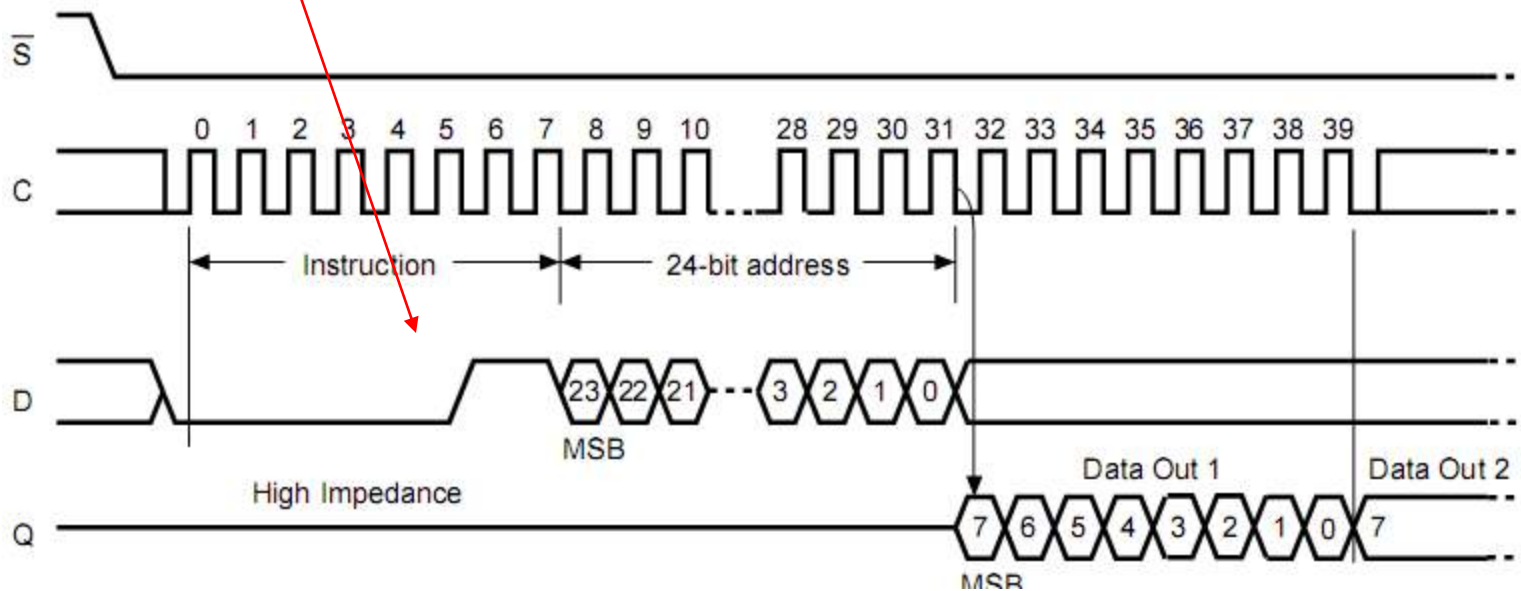 S
0 1 2 3 4 5 6 7 8 9 10 28 29 30 31 32 33 34 35 36 37 38 39
C
Instruction 24-bit address
D 23 22 21 3 2 1 0
MSB
High Impedance Data Out 1 Data Out 2
Q 7 6 5 4 3 2 1 0 7
MSB